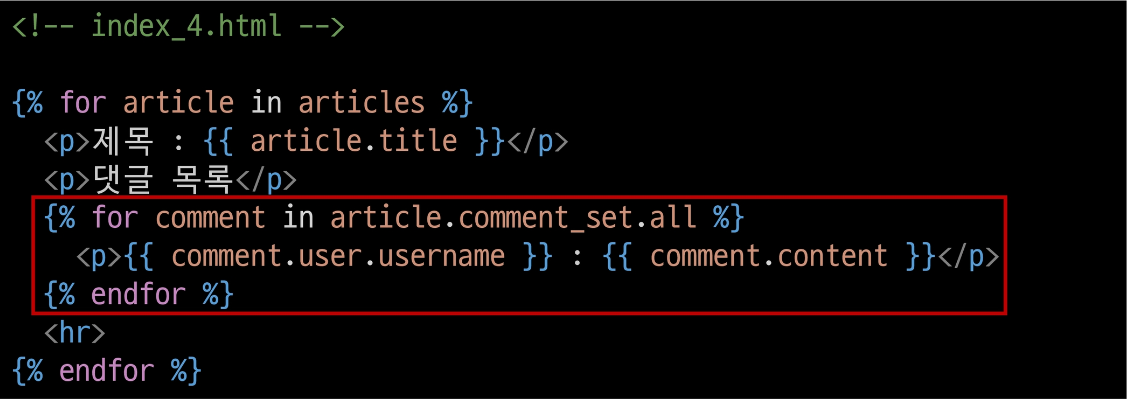 <!-- index_4.html -->
{% for article in articles %}
<p>제목 : {{ article.title }}</p>
<p>댓글 목록</p>
{% for comment in article.comment_set.all %}
<p>{{ comment.user.username }} : {{ comment.content }}</p>
{% endfor %}
<hr>
{% endfor %}